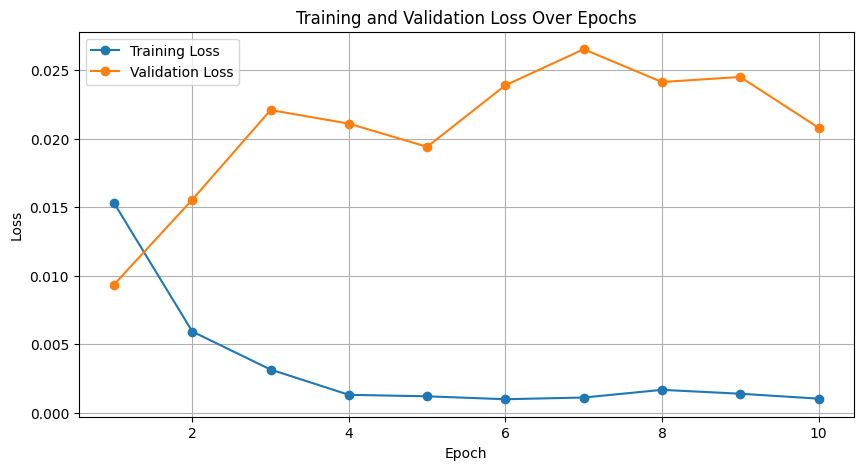 Training and Validation Loss Over Epochs
Training Loss
Validation Loss
0.025
0.020
0.015
0.010
0.005
0.000
Loss
2 4 6 8 10
Epoch